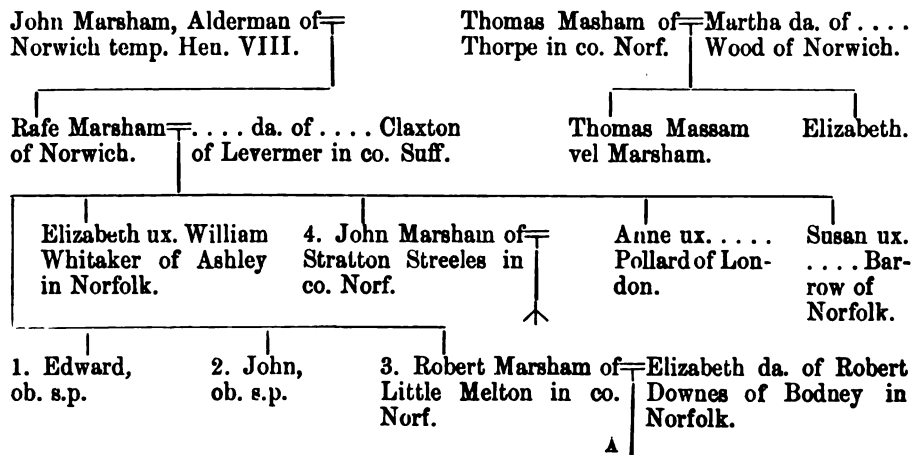 John Marsham, Alderman of
Norwich temp. Hen. VIII.
Thomas Masham of
Thorpe in co. Norf.
Martha da. of . . . .
Wood of Norwich.
Rafe Marsham
of Norwich.
. . . . da. of . . . . Claxton
of Levermer in co. Suff.
Thomas Massam
vel Marsham.
Elizabeth.
Elizabeth ux. William
Whitaker of Ashley
in Norfolk.
4. John Marsham of
Stratton Streeles in
co. Norf.
Anne ux. . . . .
Pollard of Lon-
don.
Susan ux.
. . . . Bar-
row of
Norfolk.
1. Edward,
ob. s.p.
2. John,
ob. s.p.
3. Robert Marsham of
Little Melton in co.
Norf.
Elizabeth da. of Robert
Downes of Bodney in
Norfolk.
A